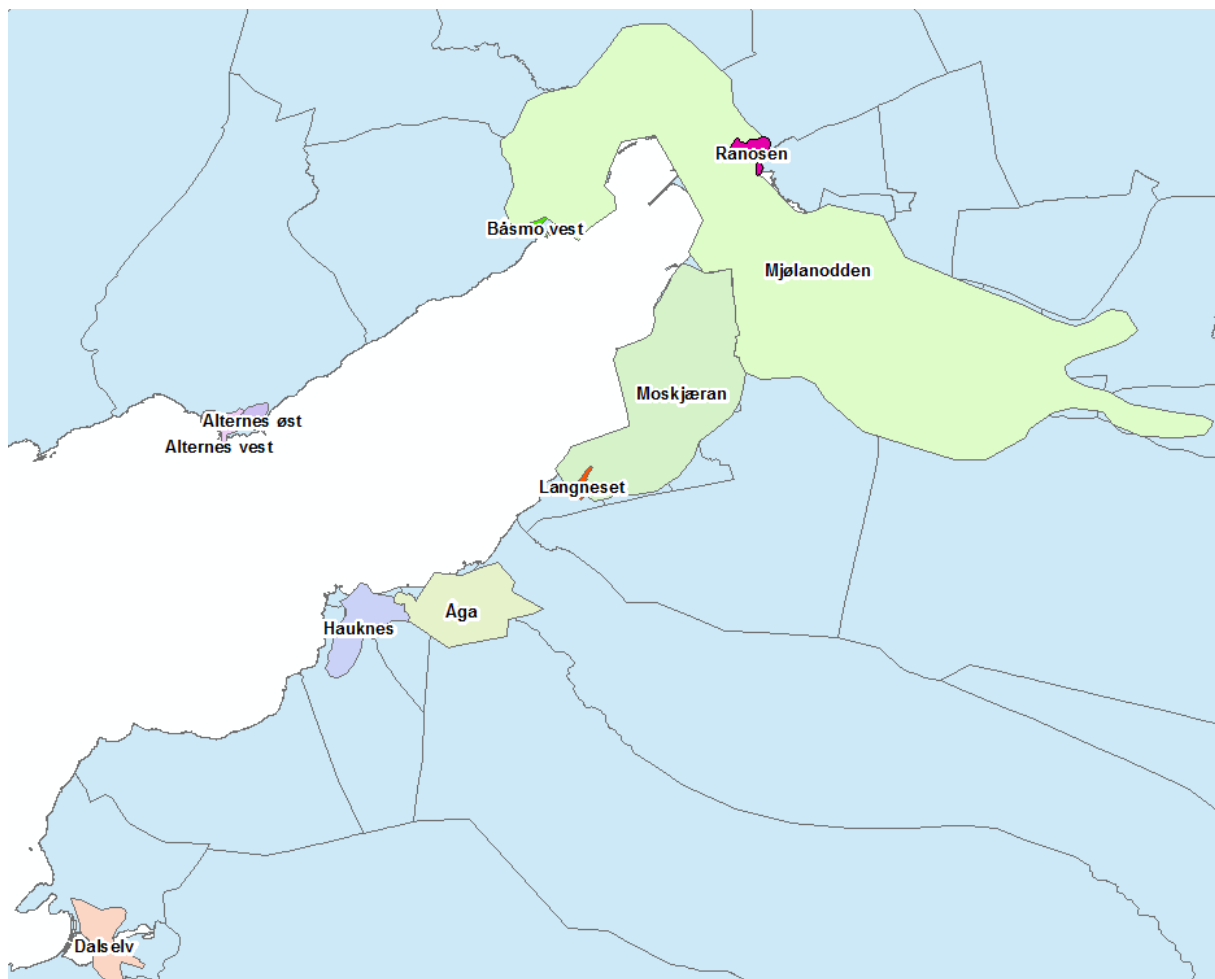 Ranosen
Båsmo vest
Mjølanodden
Moskjæran
Alternes øst
Alternes vest
Langneset
Åga
Hauknes
Dalselv